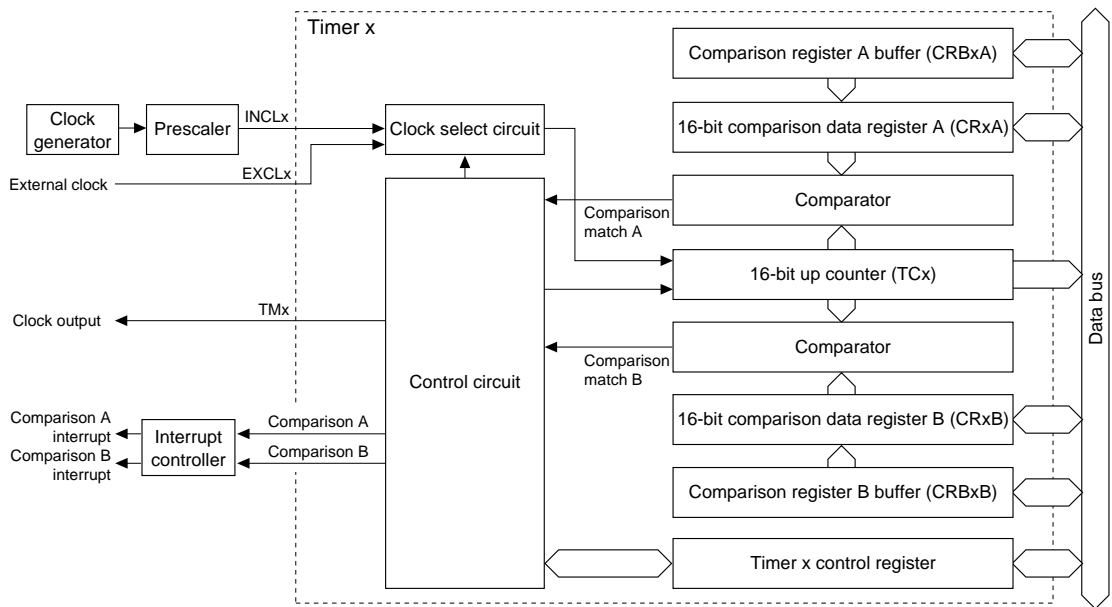 Timer x
Comparison register A buffer (CRBxA)
Clock
generator
Prescaler
INCLx
Clock select circuit
16-bit comparison data register A (CRxA)
External clock
EXCLx
Comparison
match A
Comparator
16-bit up counter (TCx)
Clock output
TMx
Comparison
match B
Comparator
Control circuit
Comparison A
interrupt
Comparison B
interrupt
Interrupt
controller
Comparison A
Comparison B
16-bit comparison data register B (CRxB)
Comparison register B buffer (CRBxB)
Timer x control register
Data bus